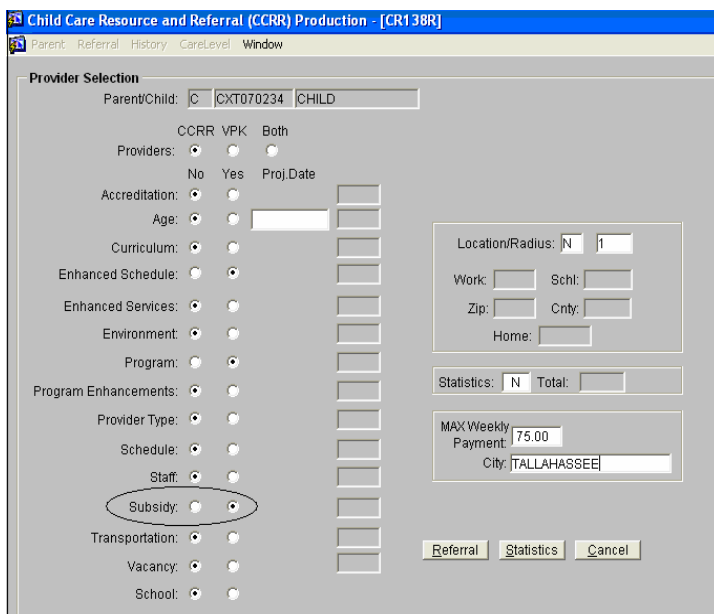 Child Care Resource and Referral (CCRR) Production - [CR138R]
Parent Referral History CareLevel Window
Provider Selection
Parent/Child: C CXT070234 CHILD
CCRR VPK Both
Providers:
No Yes Proj.Date
Accreditation:
Age:
Curriculum:
Enhanced Schedule:
Enhanced Services:
Environment:
Program:
Program Enhancements:
Provider Type:
Schedule:
Staff:
Subsidy:
Transportation:
Vacancy:
School:
Location/Radius: N 1
Work: Schl:
Zip: Cnty:
Home:
Statistics: N Total:
MAX Weekly
Payment: 75.00
City: TALLAHASSEE
Referral Statistics Cancel